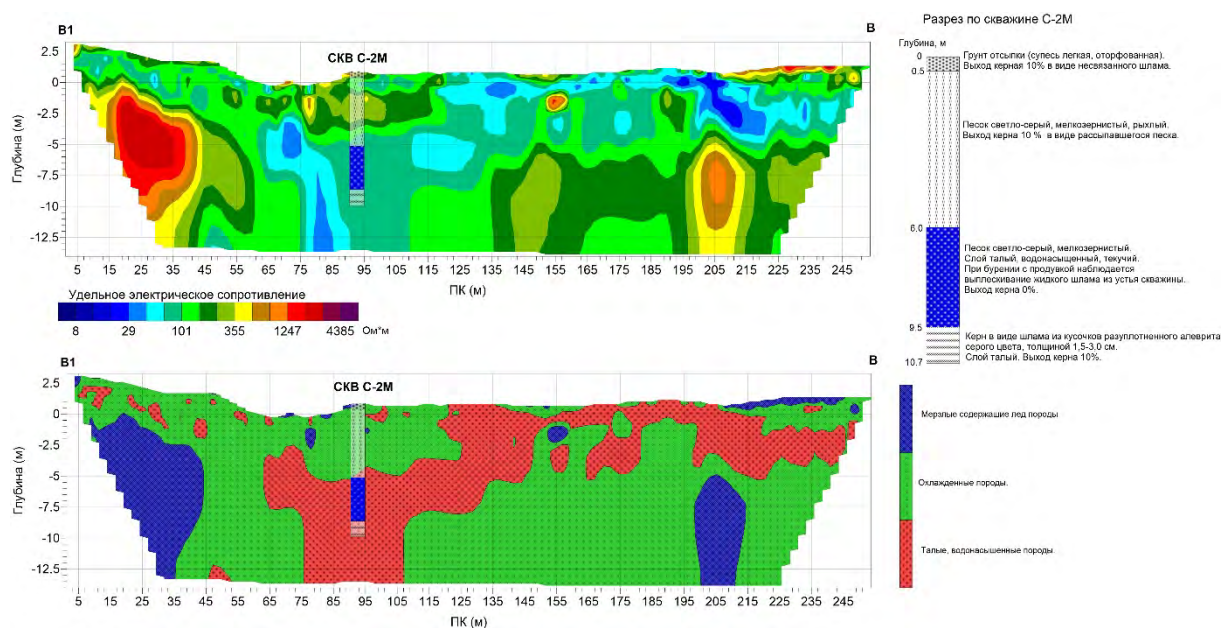 B1
B
СКВ С-2М
Глубина (м)
2.5
0
-2.5
-5
-7.5
-10
-12.5
5 15 25 35 45 55 65 75 85 95 105 115 125 135 145 155 165 175 185 195 205 215 225 235 245
ПК (м)
Удельное электрическое сопротивление
8 29 101 355 1247 4385 Ом*м
B1
B
СКВ С-2М
Глубина (м)
2.5
0
-2.5
-5
-7.5
-10
-12.5
5 15 25 35 45 55 65 75 85 95 105 115 125 135 145 155 165 175 185 195 205 215 225 235 245
ПК (м)
Разрез по скважине С-2М
Глубина, м
0
Грунт отсыпки (супесь легкая, оторфованная).
Выход керная 10% в виде несвязанного шлама.
0.5
Песок светло-серый, мелкозернистый, рыхлый.
Выход керна 10 % в виде рассыпавшегося песка.
6.0
Песок светло-серый, мелкозернистый.
Слой талый, водонасыщенный, текучий.
При бурении с продувкой наблюдается
выплескивание жидкого шлама из устья скважины.
Выход керна 0%.
9.5
Керн в виде шлама из кусочков разуплотненного алеврита
серого цвета, толщиной 1,5-3,0 см.
Слой талый. Выход керна 10%.
10.7
Мерзлые содержащие лед породы
Охлажденные породы.
Талые, водонасышенные породы.